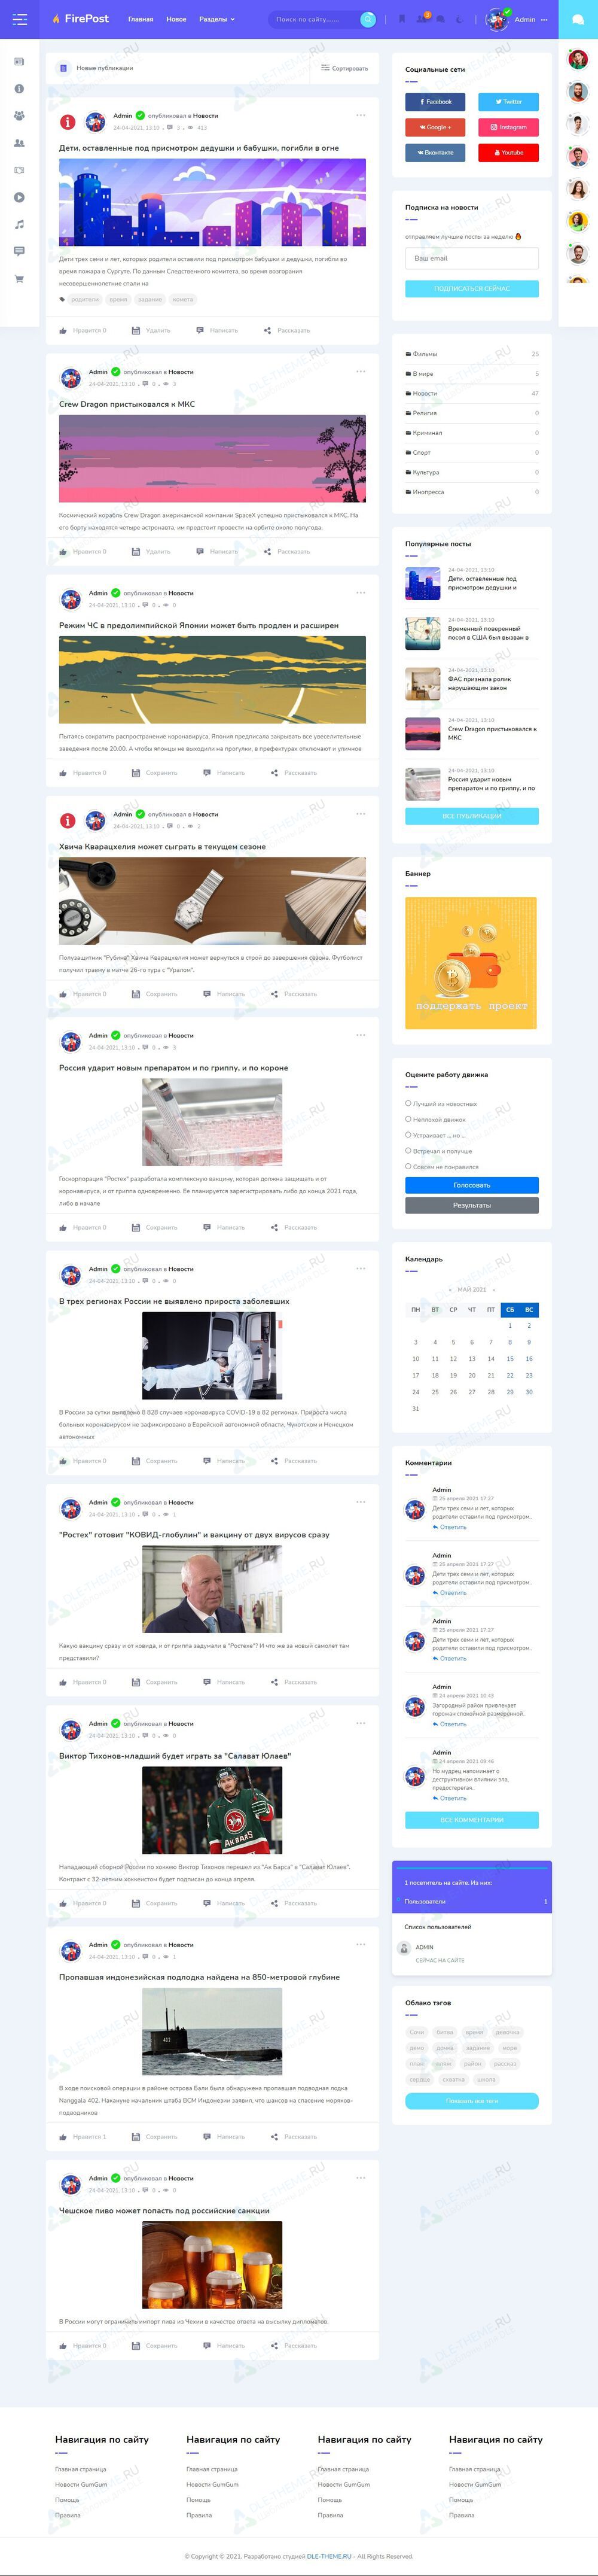 FirePost
Главная Новое Разделы
Поиск по сайту.......
3
Admin
Новые публикации
Сортировать
Admin опубликовал в Новости
24-04-2021, 13:10 3 413
Дети, оставленные под присмотром дедушки и бабушки, погибли в огне
Дети трех семи и лет, которых родители оставили под присмотром бабушки и дедушки, погибли во
время пожара в Сургуте. По данным Следственного комитета, во время возгорания
несовершеннолетние спали на
родители время задание комета
Нравится 0 Удалить Написать Рассказать
Admin опубликовал в Новости
24-04-2021, 13:10 0 3
Crew Dragon пристыковался к МКС
Космический корабль Crew Dragon американской компании SpaceX успешно пристыковался к МКС. На
его борту находятся четыре астронавта, им предстоит провести на орбите около полугода.
Нравится 0 Удалить Написать Рассказать
Admin опубликовал в Новости
24-04-2021, 13:10 0 0
Режим ЧС в предолимпийской Японии может быть продлен и расширен
Пытаясь сократить распространение коронавируса, Япония предписала закрывать все увеселительные
заведения после 20.00. А чтобы японцы не выходили на прогулки, в префектурах отключают и уличное
Нравится 0 Сохранить Написать Рассказать
Admin опубликовал в Новости
24-04-2021, 13:10 0 2
Хвича Кварацхелия может сыграть в текущем сезоне
Полузащитник "Рубина" Хвича Кварацхелия может вернуться в строй до завершения сезона. Футболист
получил травму в матче 26-го тура с "Уралом".
Нравится 0 Сохранить Написать Рассказать
Admin опубликовал в Новости
24-04-2021, 13:10 0 3
Россия ударит новым препаратом и по гриппу, и по короне
Госкорпорация "Ростех" разработала комплексную вакцину, которая должна защищать и от
коронавируса, и от гриппа одновременно. Ее планируется зарегистрировать либо до конца 2021 года,
либо в начале
Нравится 0 Сохранить Написать Рассказать
Admin опубликовал в Новости
24-04-2021, 13:10 0 0
В трех регионах России не выявлено прироста заболевших
В России за сутки выявлено 8 828 случаев коронавируса COVID-19 в 82 регионах. Прироста числа
больных коронавирусом не зафиксировано в Еврейской автономной области, Чукотском и Ненецком
автономных
Нравится 0 Сохранить Написать Рассказать
Admin опубликовал в Новости
24-04-2021, 13:10 0 1
"Ростех" готовит "КОВИД-глобулин" и вакцину от двух вирусов сразу
Какую вакцину сразу и от ковида, и от гриппа задумали в "Ростехе"? И что же за новый самолет там
представили?
Нравится 0 Сохранить Написать Рассказать
Admin опубликовал в Новости
24-04-2021, 13:10 0 0
Виктор Тихонов-младший будет играть за "Салават Юлаев"
АК БАРС
Нападающий сборной России по хоккею Виктор Тихонов перешел из "Ак Барса" в "Салават Юлаев".
Контракт с 32-летним хоккеистом будет подписан до конца апреля.
Нравится 0 Сохранить Написать Рассказать
Admin опубликовал в Новости
24-04-2021, 13:10 0 1
Пропавшая индонезийская подлодка найдена на 850-метровой глубине
402
В ходе поисковой операции в районе острова Бали была обнаружена пропавшая подводная лодка
Nanggala 402. Накануне начальник штаба ВСМ Индонезии заявил, что шансов на спасение моряков-
подводников
Нравится 1 Сохранить Написать Рассказать
Admin опубликовал в Новости
24-04-2021, 13:10 0 0
Чешское пиво может попасть под российские санкции
В России могут ограничить импорт пива из Чехии в качестве ответа на высылку дипломатов.
Нравится 0 Сохранить Написать Рассказать
Социальные сети
Facebook Twitter
Google + Instagram
Вконтакте Youtube
Подписка на новости
отправляем лучшие посты за неделю
Ваш email
ПОДПИСАТЬСЯ СЕЙЧАС
Фильмы 25
В мире 5
Новости 47
Религия 0
Криминал 0
Спорт 0
Культура 0
Инопресса 0
Популярные посты
24-04-2021, 13:10
Дети, оставленные под
присмотром дедушки и
24-04-2021, 13:10
Временный поверенный
посол в США был вызван в
24-04-2021, 13:10
ФАС признала ролик
нарушающим закон
24-04-2021, 13:10
Crew Dragon пристыковался к
МКС
24-04-2021, 13:10
Россия ударит новым
препаратом и по гриппу, и по
ВСЕ ПУБЛИКАЦИИ
Баннер
поддержать проект
Оцените работу движка
Лучший из новостных
Неплохой движок
Устраивает ... но ...
Встречал и получше
Совсем не понравился
Голосовать
Результаты
Календарь
« МАЙ 2021 »
ПН ВТ СР ЧТ ПТ СБ ВС
1 2
3 4 5 6 7 8 9
10 11 12 13 14 15 16
17 18 19 20 21 22 23
24 25 26 27 28 29 30
31
Комментарии
Admin
25 апреля 2021 17:27
Дети трех семи и лет, которых
родители оставили под присмотром..
Ответить
Admin
25 апреля 2021 17:27
Дети трех семи и лет, которых
родители оставили под присмотром..
Ответить
Admin
25 апреля 2021 17:27
Дети трех семи и лет, которых
родители оставили под присмотром..
Ответить
Admin
24 апреля 2021 10:43
Загородный район привлекает
горожан спокойной размеренной..
Ответить
Admin
24 апреля 2021 09:46
Но мудрец напоминает о
деструктивном влиянии зла,
предостерегая..
Ответить
ВСЕ КОММЕНТАРИИ
1 посетитель на сайте. Из них:
Пользователи 1
Список пользователей
ADMIN
СЕЙЧАС НА САЙТЕ
Облако тэгов
Сочи битва время девочка
день задание море
план район рассказ
сердце схватка школа
Показать все теги
Навигация по сайту Навигация по сайту Навигация по сайту Навигация по сайту
Главная страница Главная страница Главная страница Главная страница
Новости GumGum Новости GumGum Новости GumGum Новости GumGum
Помощь Помощь Помощь Помощь
Правила Правила Правила Правила
© Copyright © 2021. Разработано студией DLE-THEME.RU - All Rights Reserved.